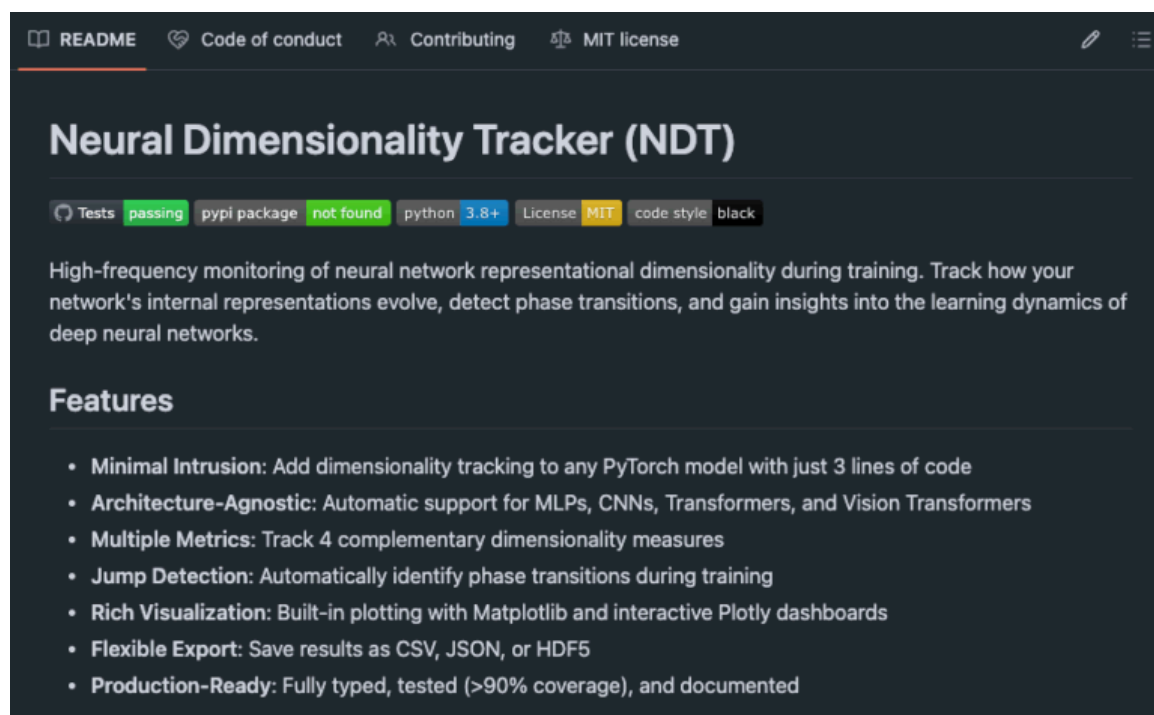 README Code of conduct Contributing MIT license
Neural Dimensionality Tracker (NDT)
Tests passing pypi package not found python 3.8+ License MIT code style black
High-frequency monitoring of neural network representational dimensionality during training. Track how your
network's internal representations evolve, detect phase transitions, and gain insights into the learning dynamics of
deep neural networks.
Features
• Minimal Intrusion: Add dimensionality tracking to any PyTorch model with just 3 lines of code
• Architecture-Agnostic: Automatic support for MLPs, CNNs, Transformers, and Vision Transformers
• Multiple Metrics: Track 4 complementary dimensionality measures
• Jump Detection: Automatically identify phase transitions during training
• Rich Visualization: Built-in plotting with Matplotlib and interactive Plotly dashboards
• Flexible Export: Save results as CSV, JSON, or HDF5
• Production-Ready: Fully typed, tested (>90% coverage), and documented